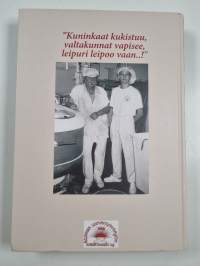 "Kuninkaat kukistuu,
valtakunnat vapisee,
leipuri leipoo vaan..!"